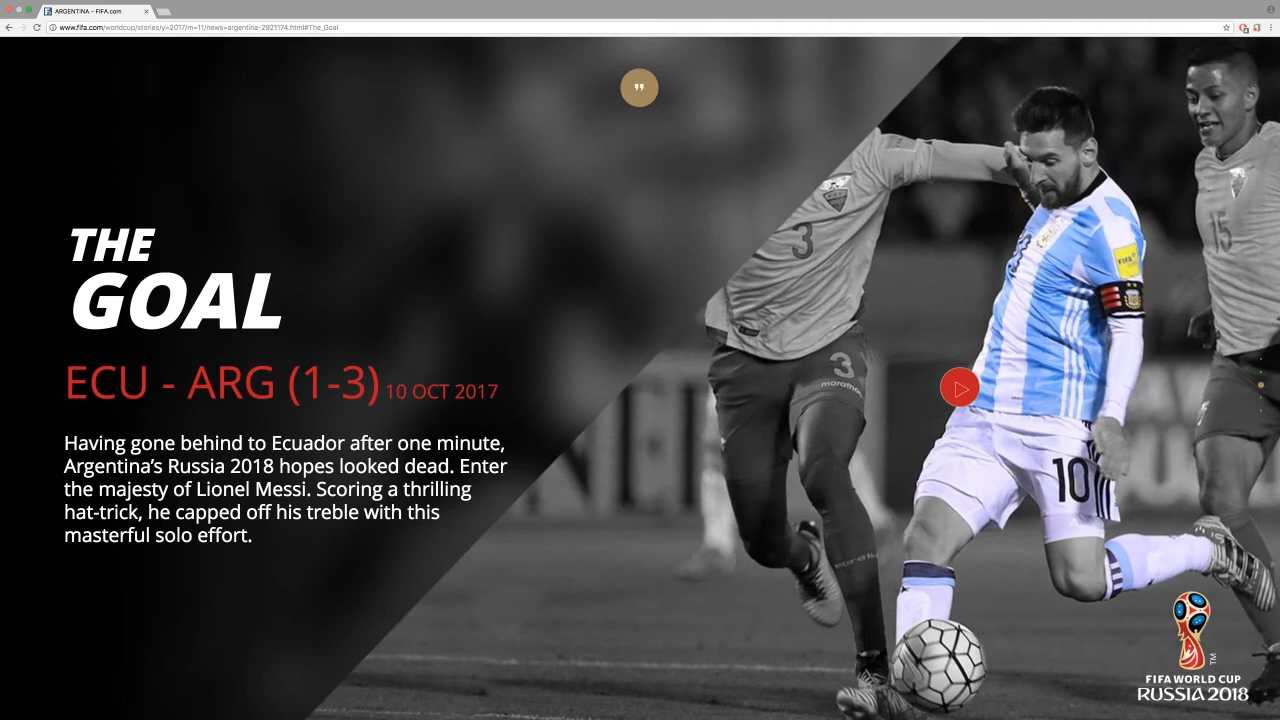 ARGENTINA - FIFA.com
www.fifa.com/worldcup/stories/y=2017/m=11/news=argentina-2921174.html#The_Goal
"
THE
GOAL
ECU - ARG (1-3) 10 OCT 2017
Having gone behind to Ecuador after one minute,
Argentina’s Russia 2018 hopes looked dead. Enter
the majesty of Lionel Messi. Scoring a thrilling
hat-trick, he capped off his treble with this
masterful solo effort.
3
3
marathon
15
FIFA
10
TM
FIFA WORLD CUP
RUSSIA 2018